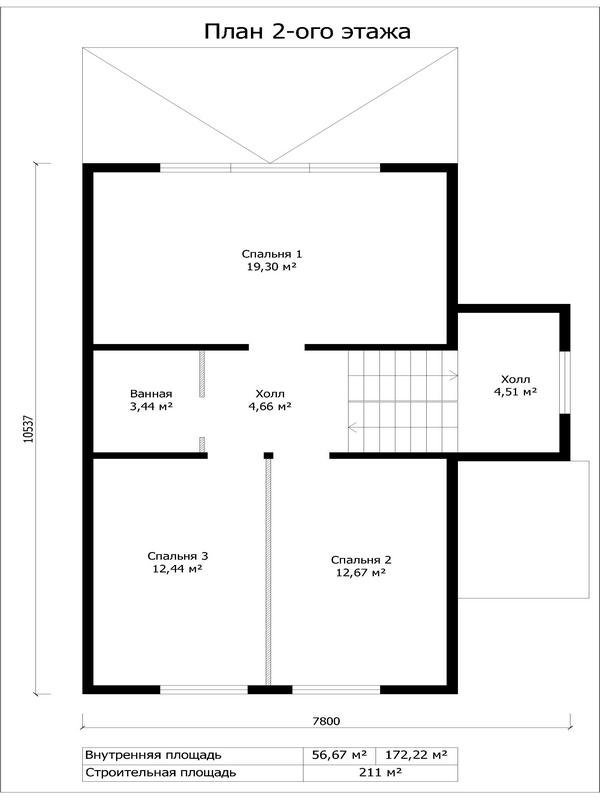 План 2-ого этажа
Спальня 1
19,30 м²
Ванная
3,44 м²
Холл
4,66 м²
Холл
4,51 м²
10537
Спальня 3
12,44 м²
Спальня 2
12,67 м²
7800
Внутренняя площадь 56,67 м² 172,22 м²
Строительная площадь 211 м²